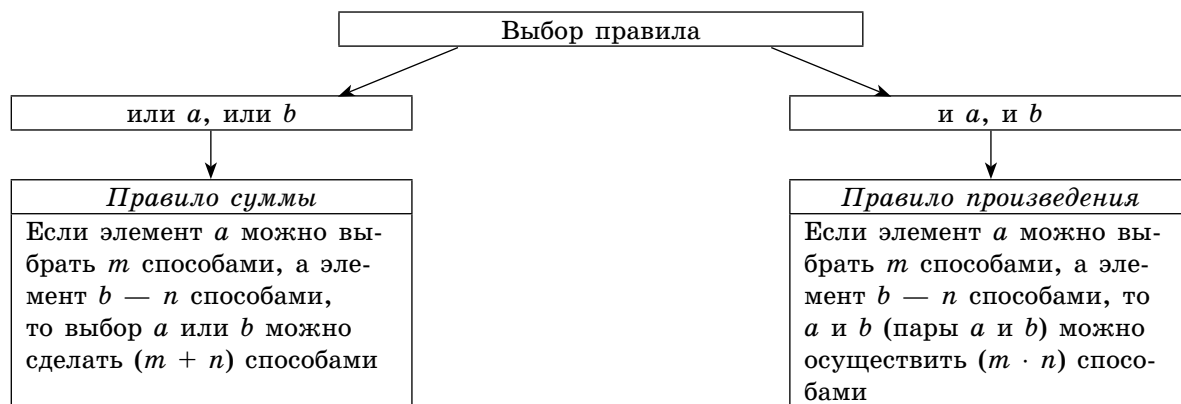 Выбор правила
или a, или b
и a, и b
Правило суммы
Если элемент a можно вы-
брать m способами, а эле-
мент b — n способами,
то выбор a или b можно
сделать (m + n) способами
Правило произведения
Если элемент a можно вы-
брать m способами, а эле-
мент b — n способами, то
a и b (пары a и b) можно
осуществить (m · n) спосо-
бами